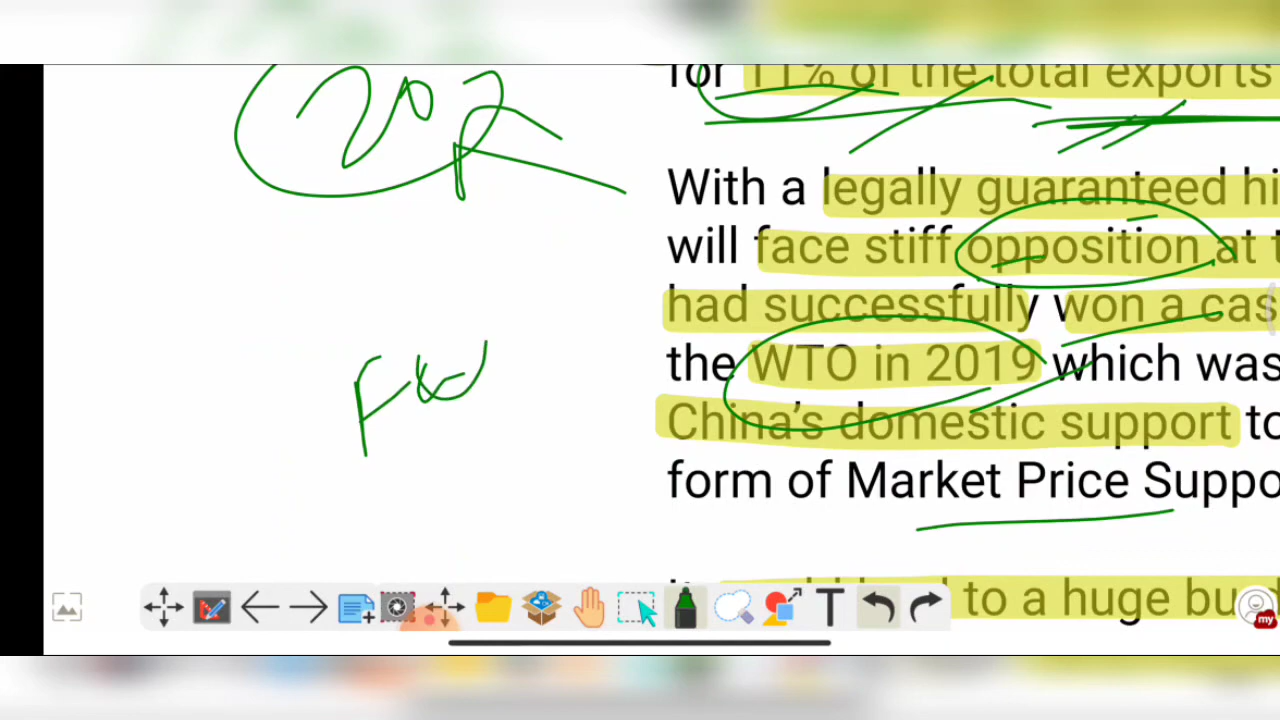 for 11% of the total exports
With a legally guaranteed hi
will face stiff opposition at t
had successfully won a cas
the WTO in 2019 which was
China's domestic support to
form of Market Price Suppo
to a huge bu
T
my